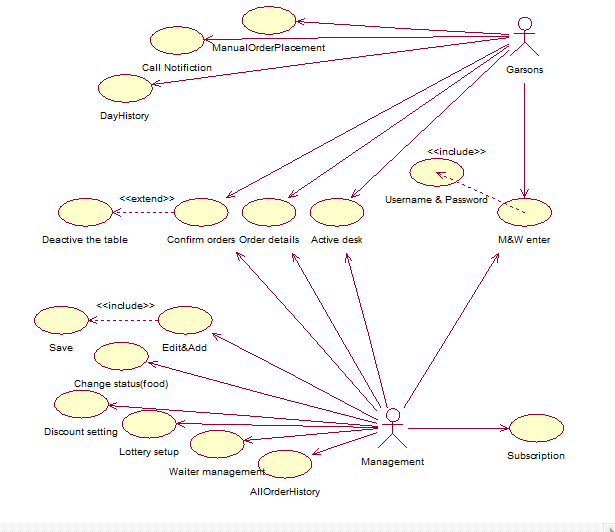 ManualOrderPlacement
Call Notifiction
Garsons
DayHistory
<<include>>
Username & Password
<<extend>>
Deactive the table
Confirm orders
Order details
Active desk
M&W enter
<<include>>
Save
Edit&Add
Change status(food)
Discount setting
Lottery setup
Waiter management
Management
Subscription
AllOrderHistory